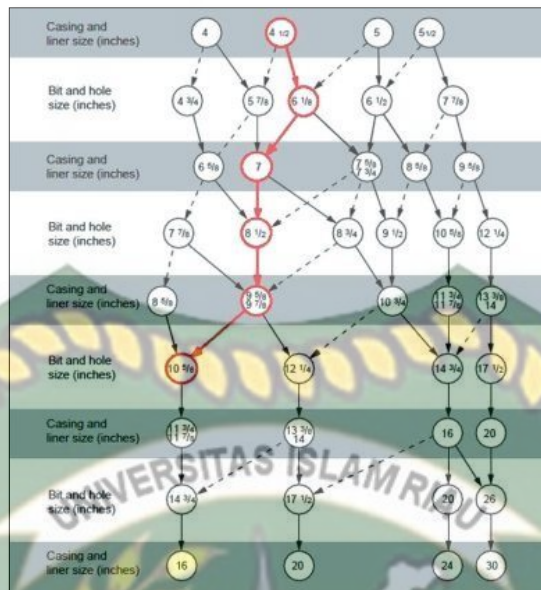 Casing and
liner size (inches)
4
4 1/2
5
5 1/2
Bit and hole
size (inches)
4 3/4
5 7/8
6 1/8
6 1/2
7 7/8
Casing and
liner size (inches)
6 5/8
7
7 5/8
7 3/4
8 5/8
9 5/8
Bit and hole
size (inches)
7 7/8
8 1/2
8 3/4
9 1/2
10 5/8
12 1/4
Casing and
liner size (inches)
8 5/8
9 5/8
9 7/8
10 3/4
11 3/4
11 7/8
13 3/8
14
Bit and hole
size (inches)
10 5/8
12 1/4
14 3/4
17 1/2
Casing and
liner size (inches)
11 3/4
11 7/8
13 3/8
14
16
20
UNIVERSITAS ISLAM RIAU
Bit and hole
size (inches)
14 3/4
17 1/2
20
26
Casing and
liner size (inches)
16
20
24
30